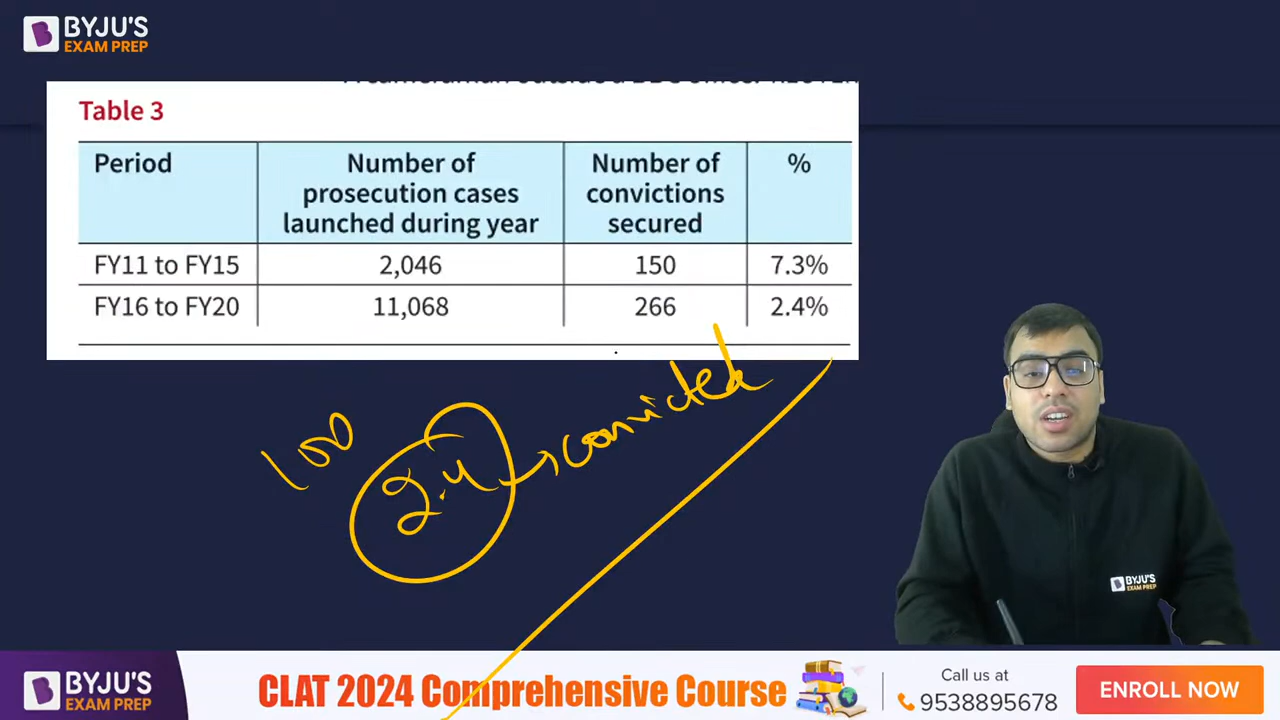 BYJU'S
EXAM PREP
Table 3
Period
Number of
prosecution cases
launched during year
Number of
convictions
secured
%
FY11 to FY15 2,046 150 7.3%
FY16 to FY20 11,068 266 2.4%
100
2.4 → convicted
BYJU'S
EXAM PREP
BYJU'S
EXAM PREP
CLAT 2024 Comprehensive Course
Call us at
9538895678
ENROLL NOW